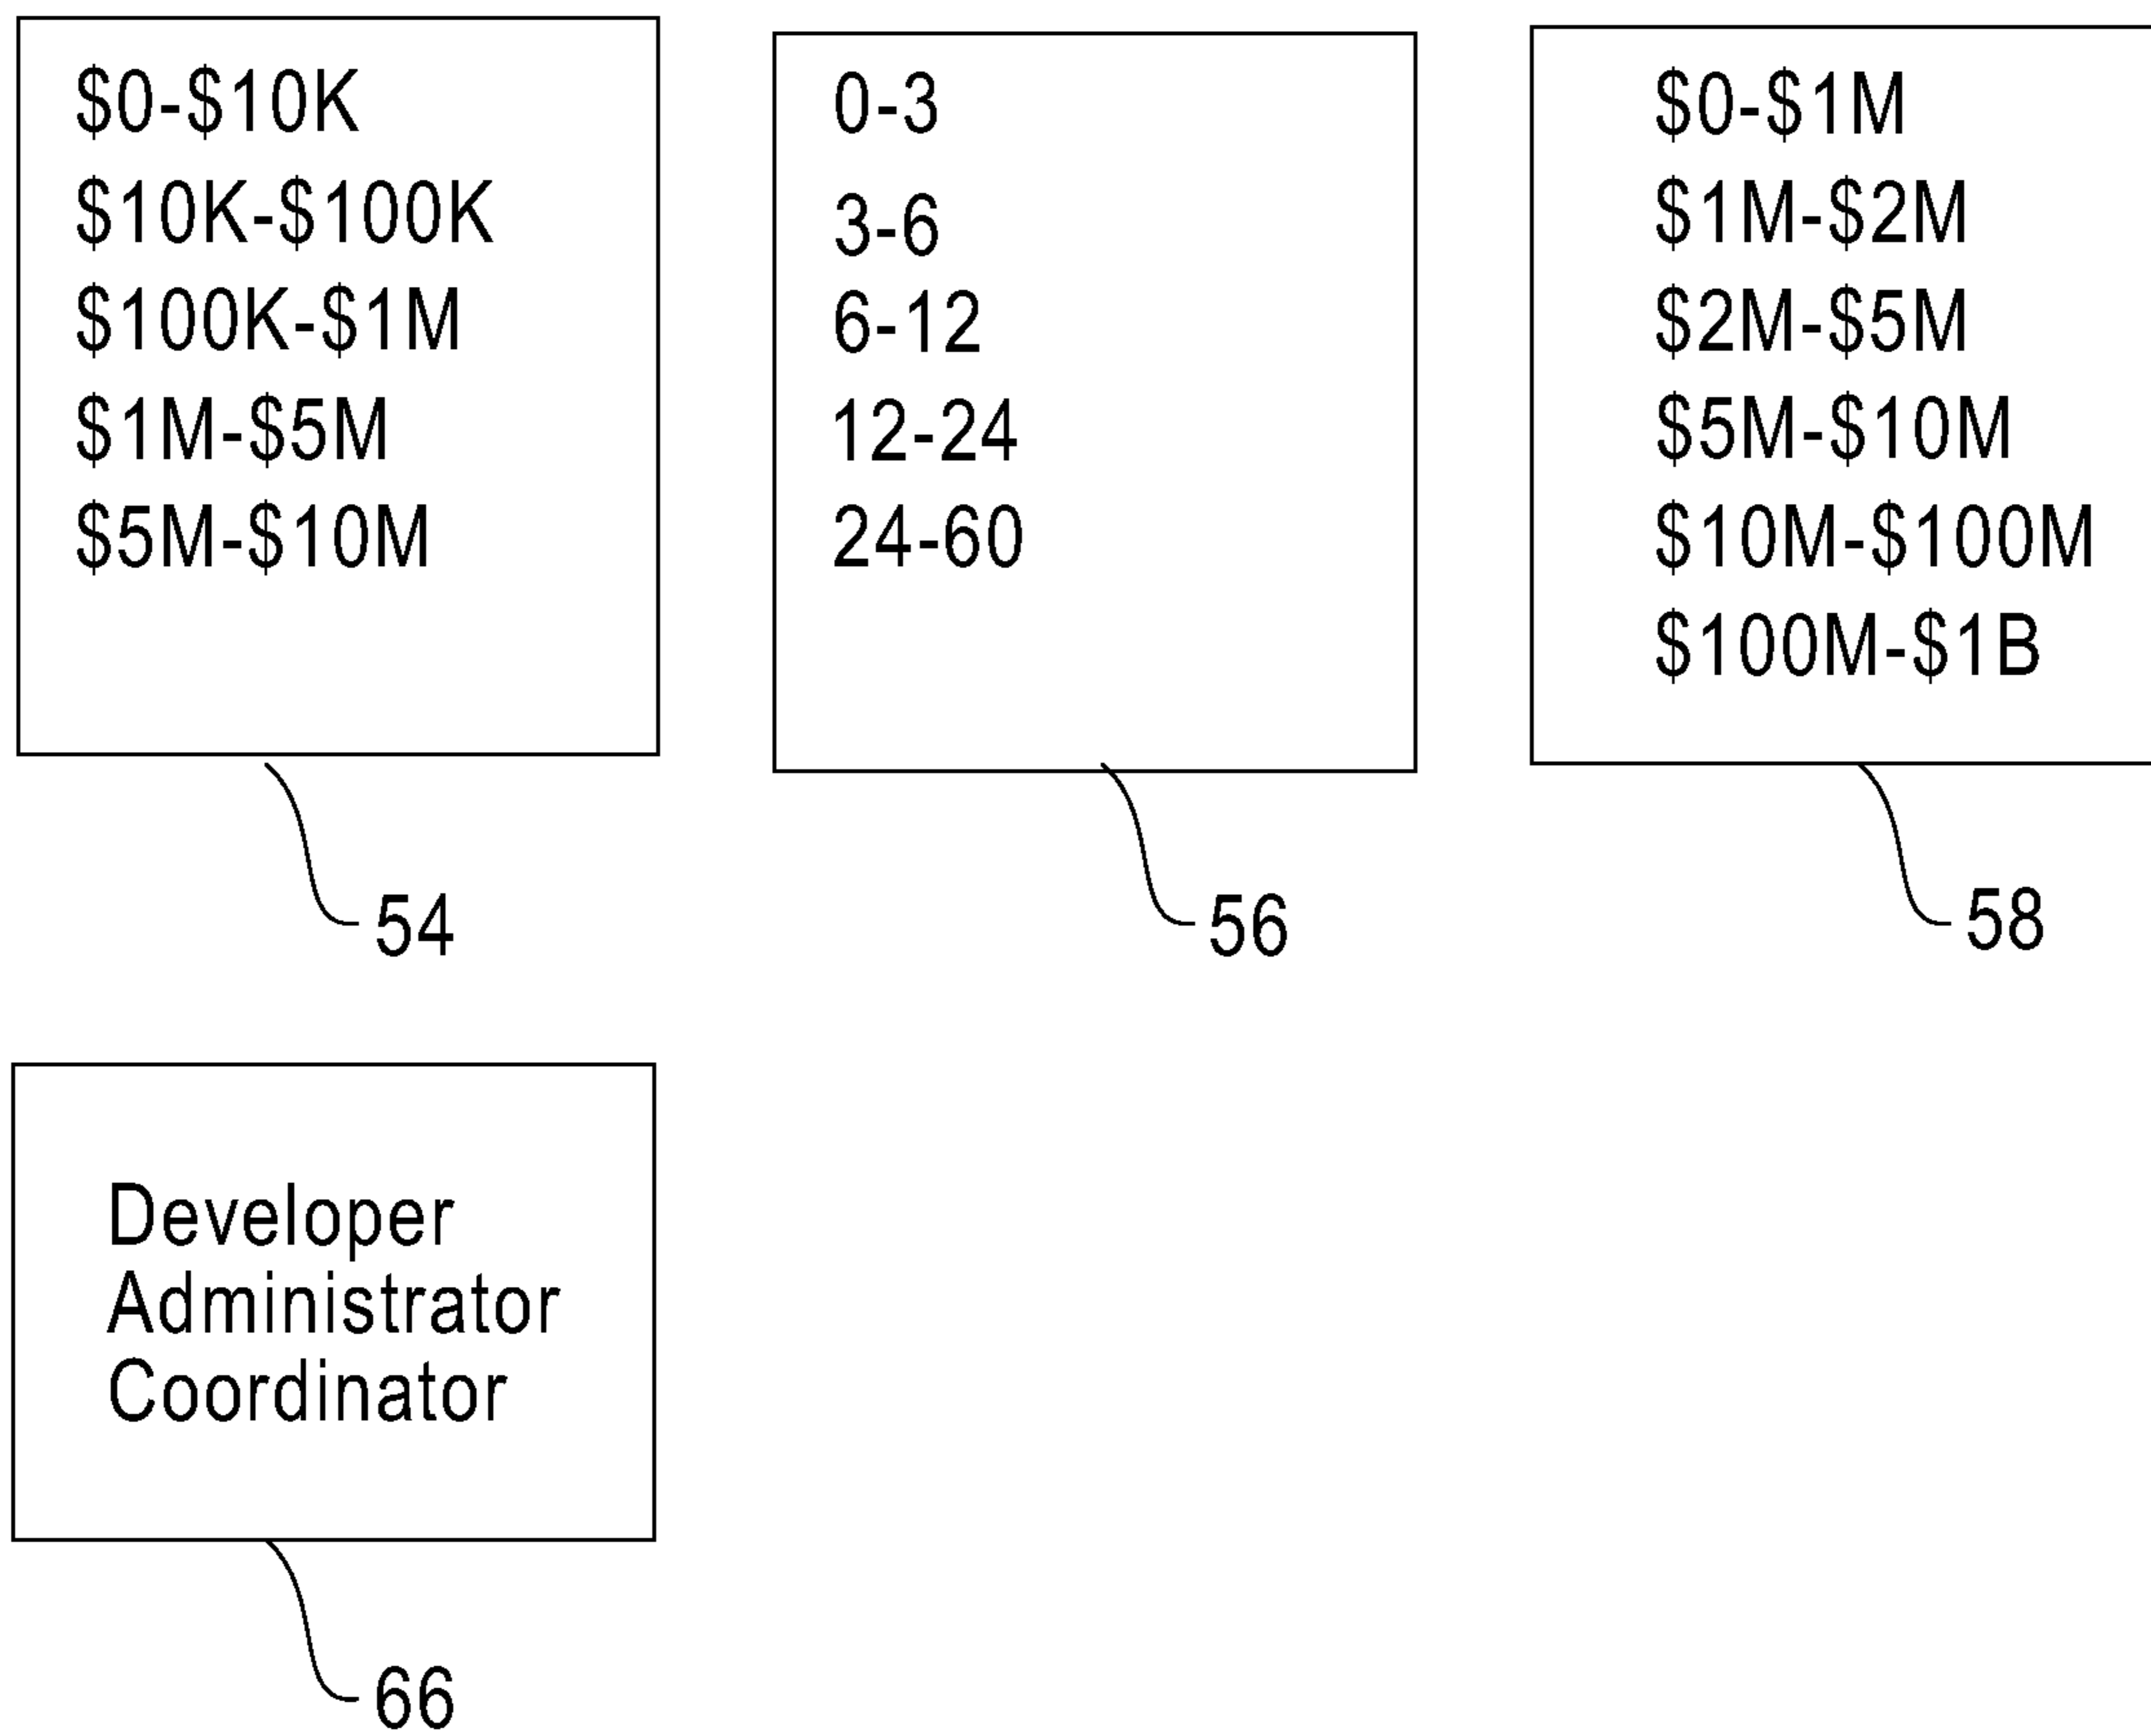 $0-$10K
$10K-$100K
$100K-$1M
$1M-$5M
$5M-$10M
54
0-3
3-6
6-12
12-24
24-60
56
$0-$1M
$1M-$2M
$2M-$5M
$5M-$10M
$10M-$100M
$100M-$1B
58
Developer
Administrator
Coordinator
66